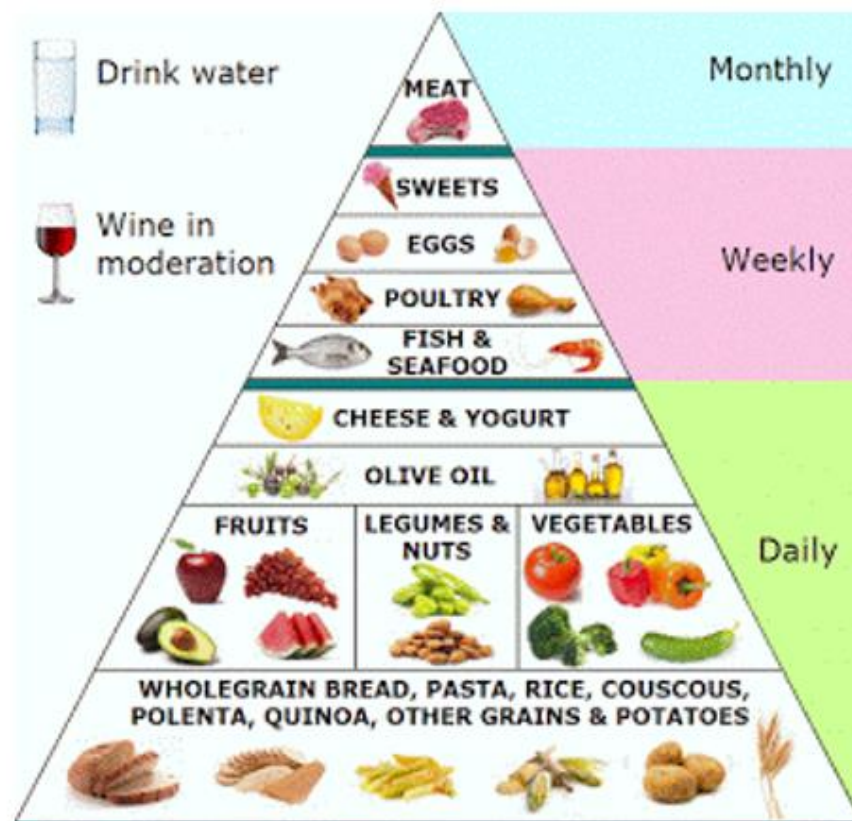 Drink water
Wine in
moderation
MEAT
Monthly
SWEETS
EGGS
POULTRY
FISH &
SEAFOOD
Weekly
CHEESE & YOGURT
OLIVE OIL
FRUITS
LEGUMES &
NUTS
VEGETABLES
Daily
WHOLEGRAIN BREAD, PASTA, RICE, COUSCOUS,
POLENTA, QUINOA, OTHER GRAINS & POTATOES